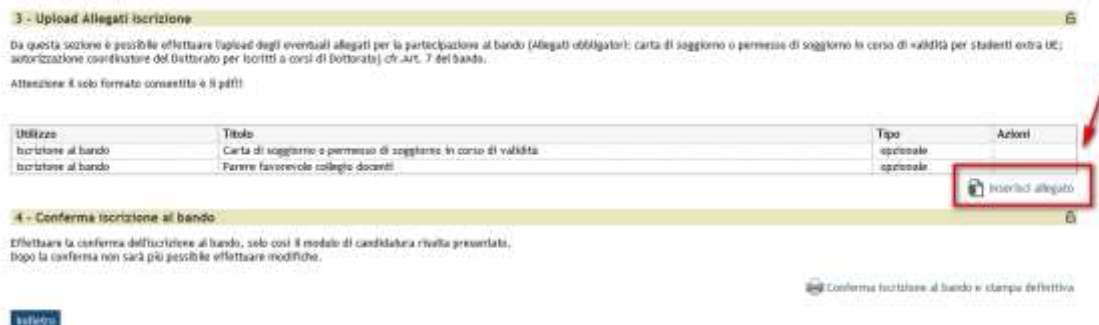 3 - Upload Allegati Iscrizione
Da questa sezione è possibile effettuare l'upload degli eventuali allegati per la partecipazione al bando (Allegati obbligatori: carta di soggiorno o permesso di soggiorno in corso di validità per studenti extra UE;
autorizzazione coordinatore del Dottorato per iscritti a corsi di Dottorato) cfr.Art. 7 del bando.
Attenzione il solo formato consentito è il pdf!!
Utilizzo Titolo Tipo Azioni
Iscrizione al bando Carta di soggiorno o permesso di soggiorno in corso di validità opzionale
Iscrizione al bando Parere favorevole collegio docenti opzionale
Inserisci allegato
4 - Conferma iscrizione al bando
Effettuare la conferma dell'iscrizione al bando, solo così il modulo di candidatura risulta presentato.
Dopo la conferma non sarà più possibile effettuare modifiche.
Conferma iscrizione al bando e stampa definitiva
Indietro